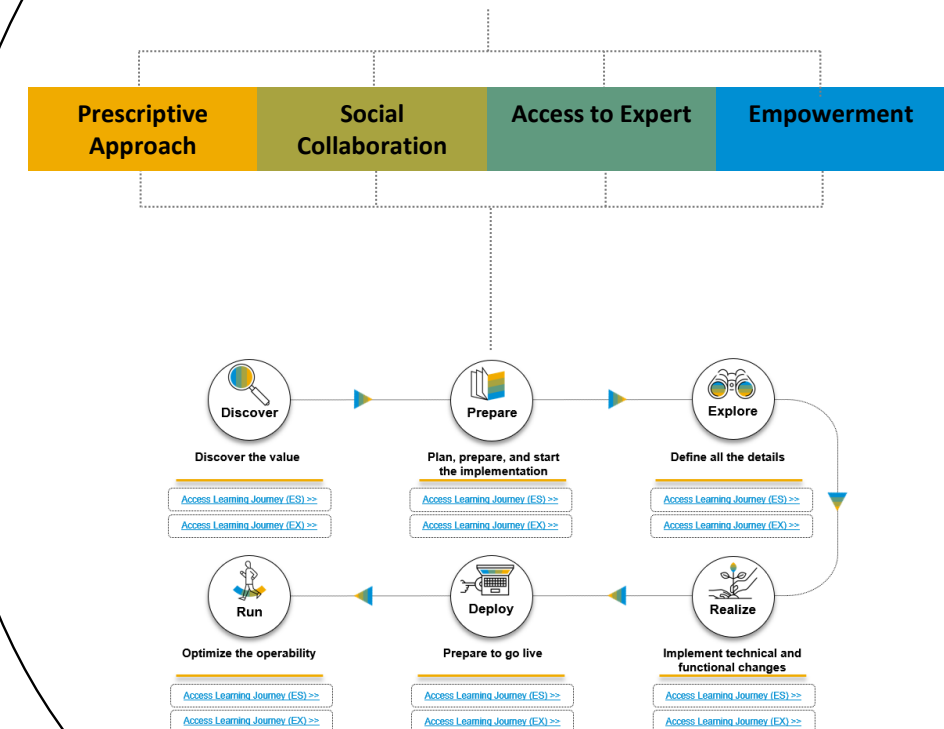 Prescriptive
Approach
Social
Collaboration
Access to Expert
Empowerment
Discover
Prepare
Explore
Discover the value
Plan, prepare, and start
the implementation
Define all the details
Access Learning Journey (ES) >>
Access Learning Journey (ES) >>
Access Learning Journey (ES) >>
Access Learning Journey (EX) >>
Access Learning Journey (EX) >>
Access Learning Journey (EX) >>
Run
Deploy
Realize
Optimize the operability
Prepare to go live
Implement technical and
functional changes
Access Learning Journey (ES) >>
Access Learning Journey (ES) >>
Access Learning Journey (ES) >>
Access Learning Journey (EX) >>
Access Learning Journey (EX) >>
Access Learning Journey (EX) >>